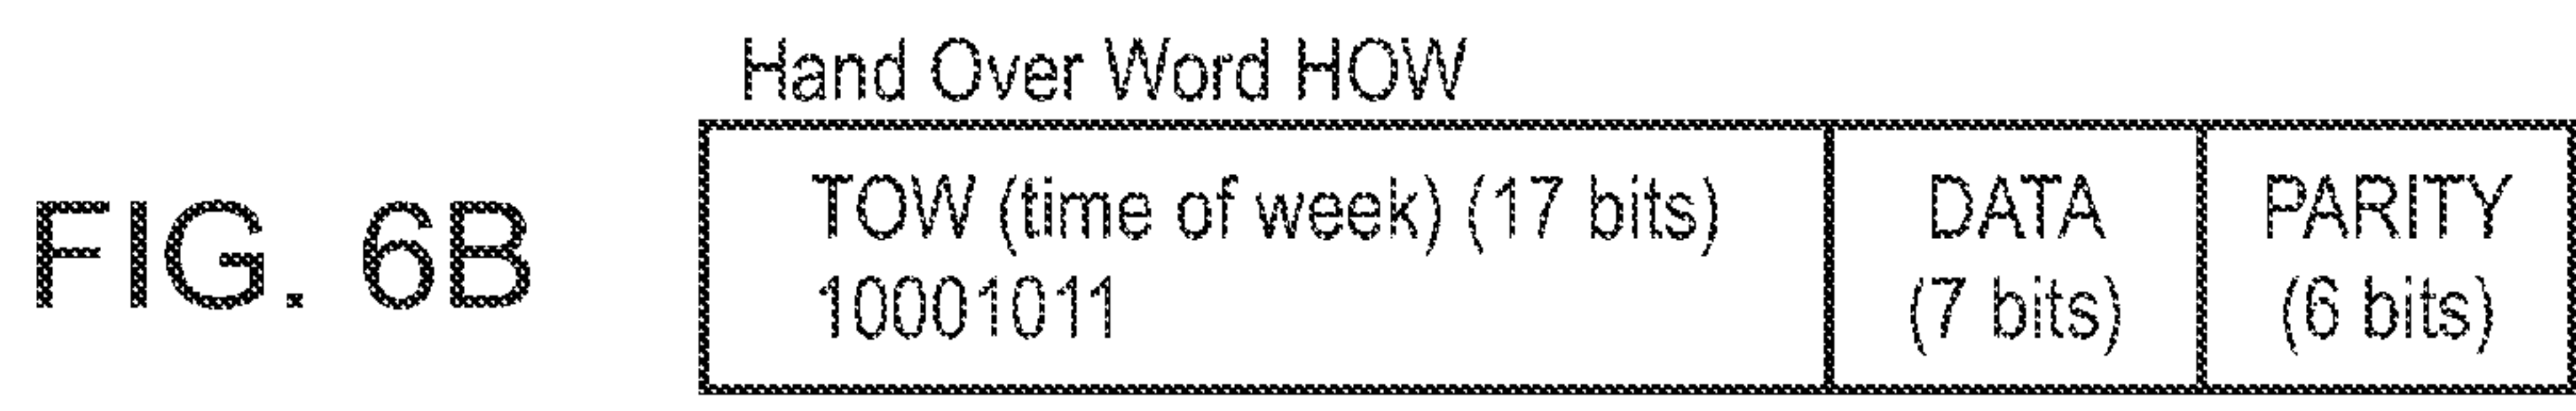 Hand Over Word HOW
FIG. 6B
TOW (time of week) (17 bits)
10001011
DATA
(7 bits)
PARITY
(6 bits)